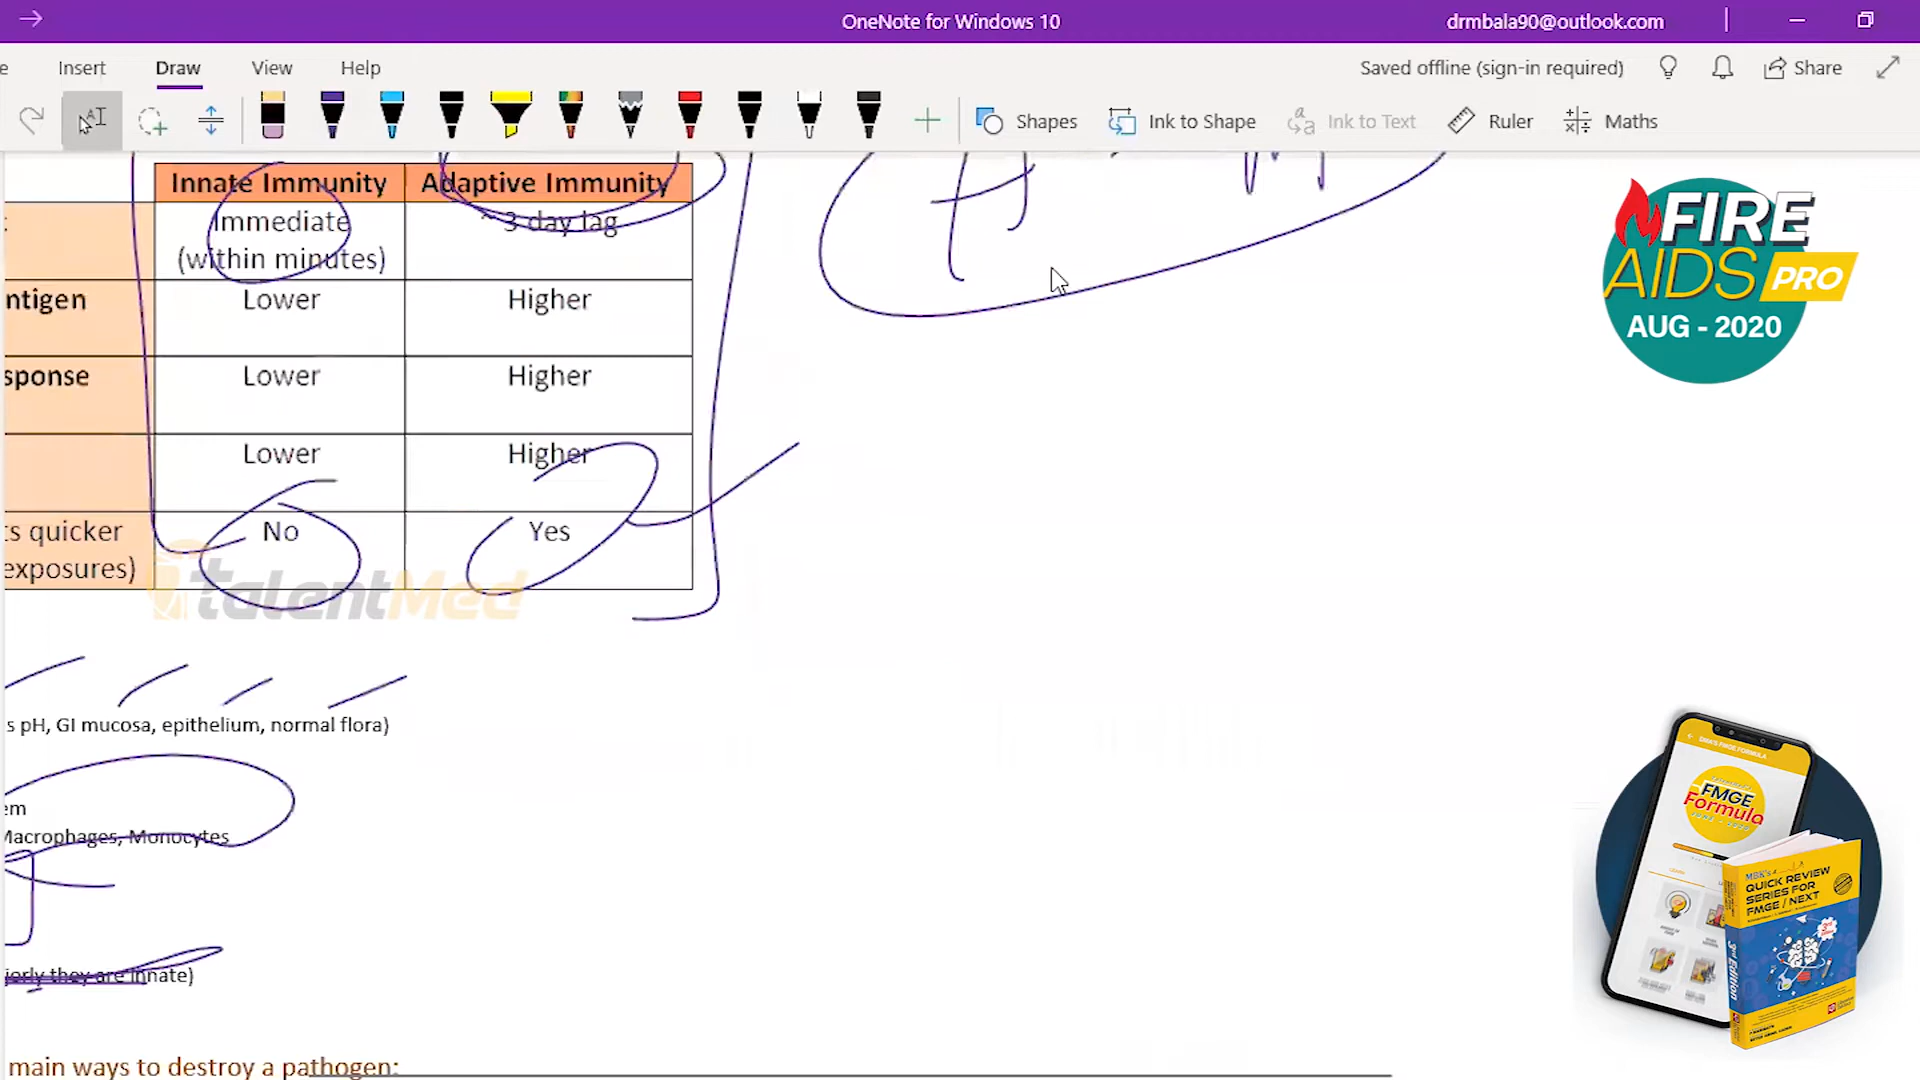 OneNote for Windows 10
drmbala90@outlook.com
Insert
Draw
View
Help
Saved offline (sign-in required)
Share
Shapes
Ink to Shape
Ink to Text
Ruler
Maths
Innate Immunity Adaptive Immunity
Immediate
(within minutes)
~ 3 day lag
ntigen Lower Higher
sponse Lower Higher
Lower Higher
ts quicker No Yes
exposures)
TalentMed
s pH, GI mucosa, epithelium, normal flora)
em
Macrophages, Monocytes
iorly they are innate)
main ways to destroy a pathogen:
FIRE
AIDS PRO
AUG - 2020
FMGE
Formula
MBK's
QUICK REVIEW
SERIES FOR
FMGE / NEXT
3rd Edition